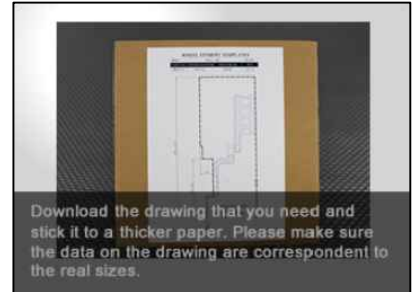 Download the drawing that you need and
stick it to a thicker paper. Please make sure
the data on the drawing are correspondent to
the real sizes.